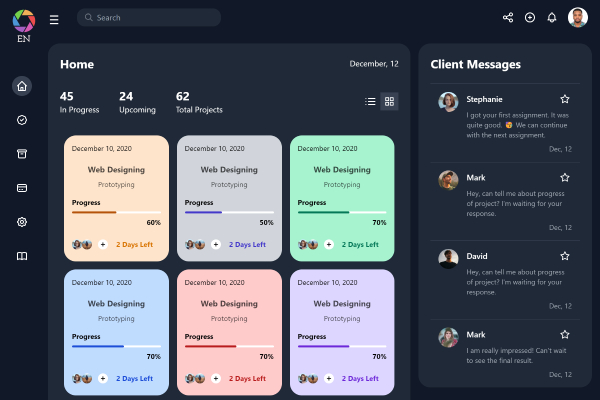 EN
Search
Home
December, 12
45
In Progress
24
Upcoming
62
Total Projects
December 10, 2020
Web Designing
Prototyping
Progress
60%
+
2 Days Left
December 10, 2020
Web Designing
Prototyping
Progress
50%
+
2 Days Left
December 10, 2020
Web Designing
Prototyping
Progress
70%
+
2 Days Left
December 10, 2020
Web Designing
Prototyping
Progress
70%
+
2 Days Left
December 10, 2020
Web Designing
Prototyping
Progress
70%
+
2 Days Left
December 10, 2020
Web Designing
Prototyping
Progress
70%
+
2 Days Left
Client Messages
Stephanie
I got your first assignment. It was
quite good. 🥳 We can continue
with the next assignment.
Dec, 12
Mark
Hey, can tell me about progress
of project? I'm waiting for your
response.
Dec, 12
David
Hey, can tell me about progress
of project? I'm waiting for your
response.
Dec, 12
Mark
I am really impressed! Can't wait
to see the final result.
Dec, 12